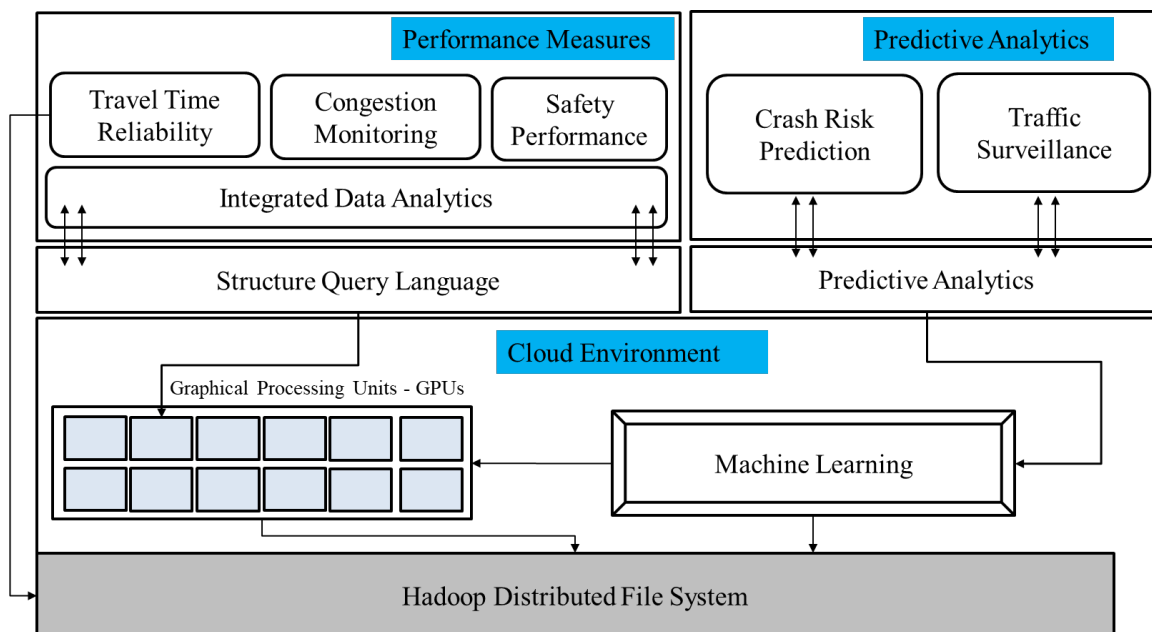 Performance Measures
Predictive Analytics
Travel Time
Reliability
Congestion
Monitoring
Safety
Performance
Crash Risk
Prediction
Traffic
Surveillance
Integrated Data Analytics
Structure Query Language
Predictive Analytics
Cloud Environment
Graphical Processing Units - GPUs
Machine Learning
Hadoop Distributed File System